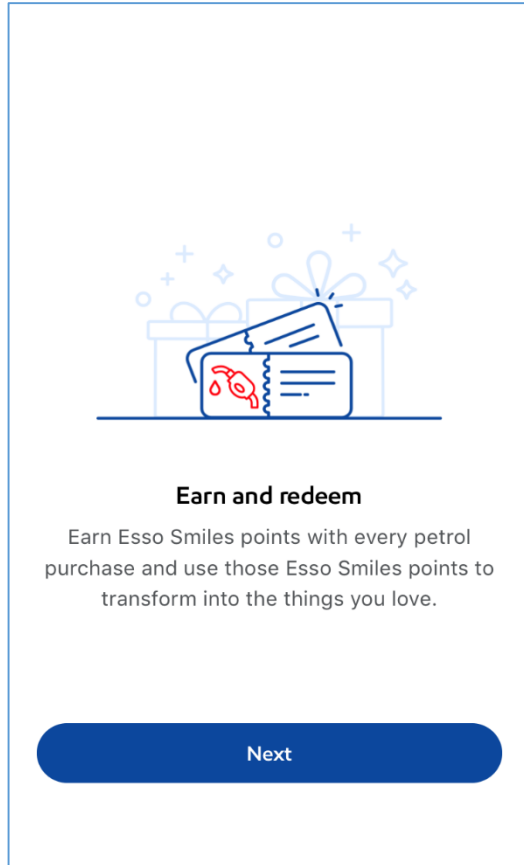 Earn and redeem
Earn Esso Smiles points with every petrol
purchase and use those Esso Smiles points to
transform into the things you love.
Next